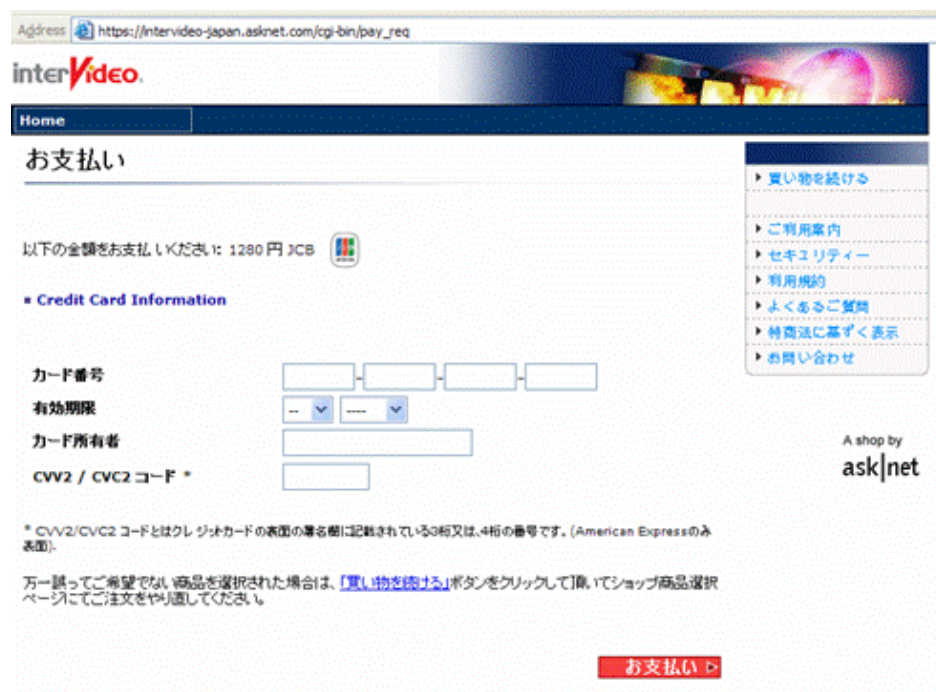 Address https://intervideo-japan.asknet.com/cgi-bin/pay_req
interVideo.
Home
お支払い
以下の金額をお支払いください: 1280 円 JCB
Credit Card Information
カード番号
有効期限
-- ----
カード所有者
CVV2 / CVC2 コード *
* CVV2/CVC2 コードとはクレジットカードの裏面の署名欄に記載されている3桁又は、4桁の番号です。(American Expressのみ
表面).
万一誤ってご希望でない商品を選択された場合は、「買い物を続ける」ボタンをクリックして頂いてショップ商品選択
ページにてご注文をやり直してください。
お支払い
買い物を続ける
ご利用案内
セキュリティー
利用規約
よくあるご質問
特商法に基ずく表示
お問い合わせ
A shop by
ask|net